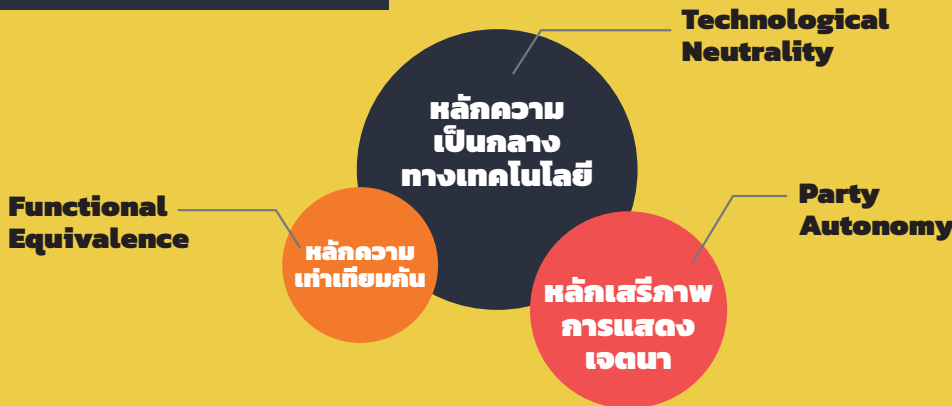 Technological
Neutrality
หลักความ
เป็นกลาง
ทางเทคโนโลยี
Functional
Equivalence
หลักความ
เท่าเทียมกัน
Party
Autonomy
หลักเสรีภาพ
การแสดง
เจตนา